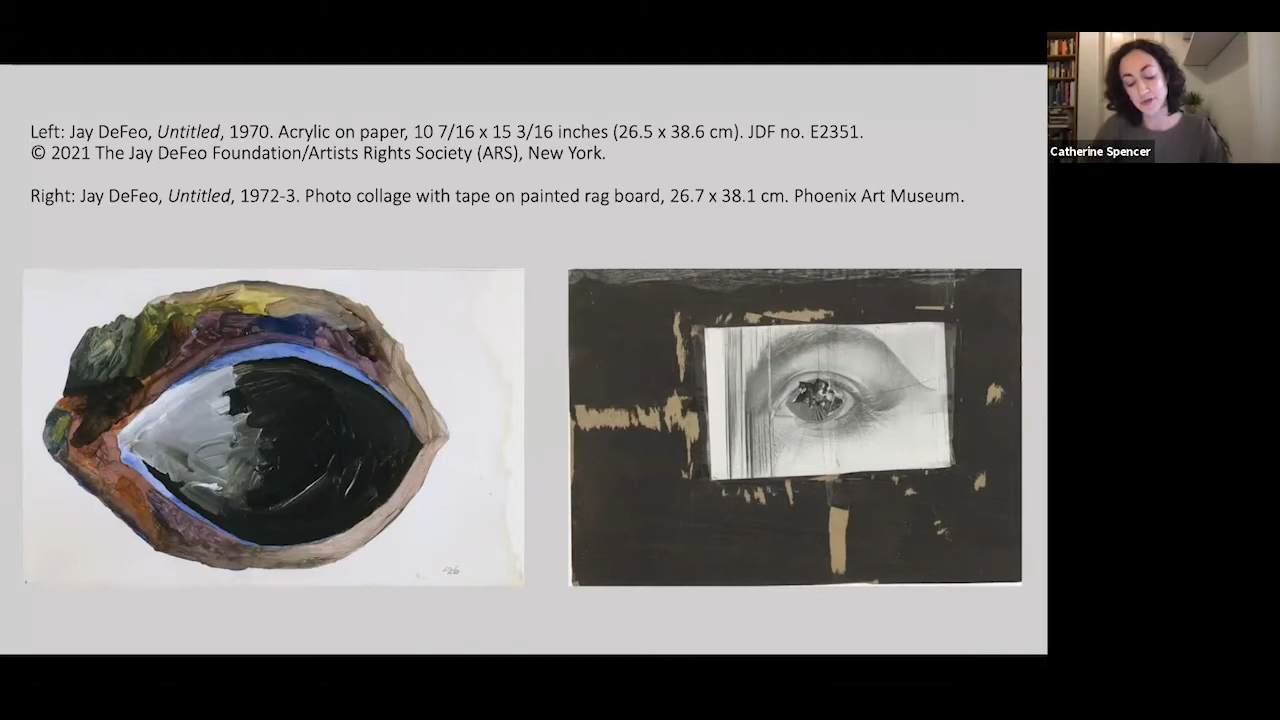 Left: Jay DeFeo, Untitled, 1970. Acrylic on paper, 10 7/16 x 15 3/16 inches (26.5 x 38.6 cm). JDF no. E2351.
© 2021 The Jay DeFeo Foundation/Artists Rights Society (ARS), New York.
Right: Jay DeFeo, Untitled, 1972-3. Photo collage with tape on painted rag board, 26.7 x 38.1 cm. Phoenix Art Museum.
Catherine Spencer